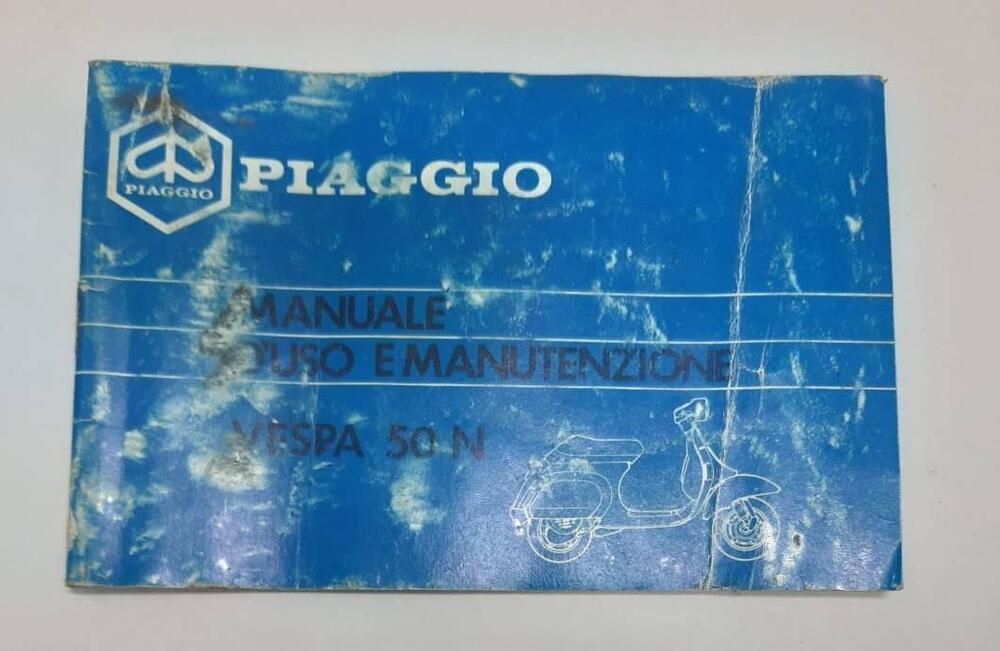 PIAGGIO
PIAGGIO
MANUALE
D'USO E MANUTENZIONE
VESPA 50 N